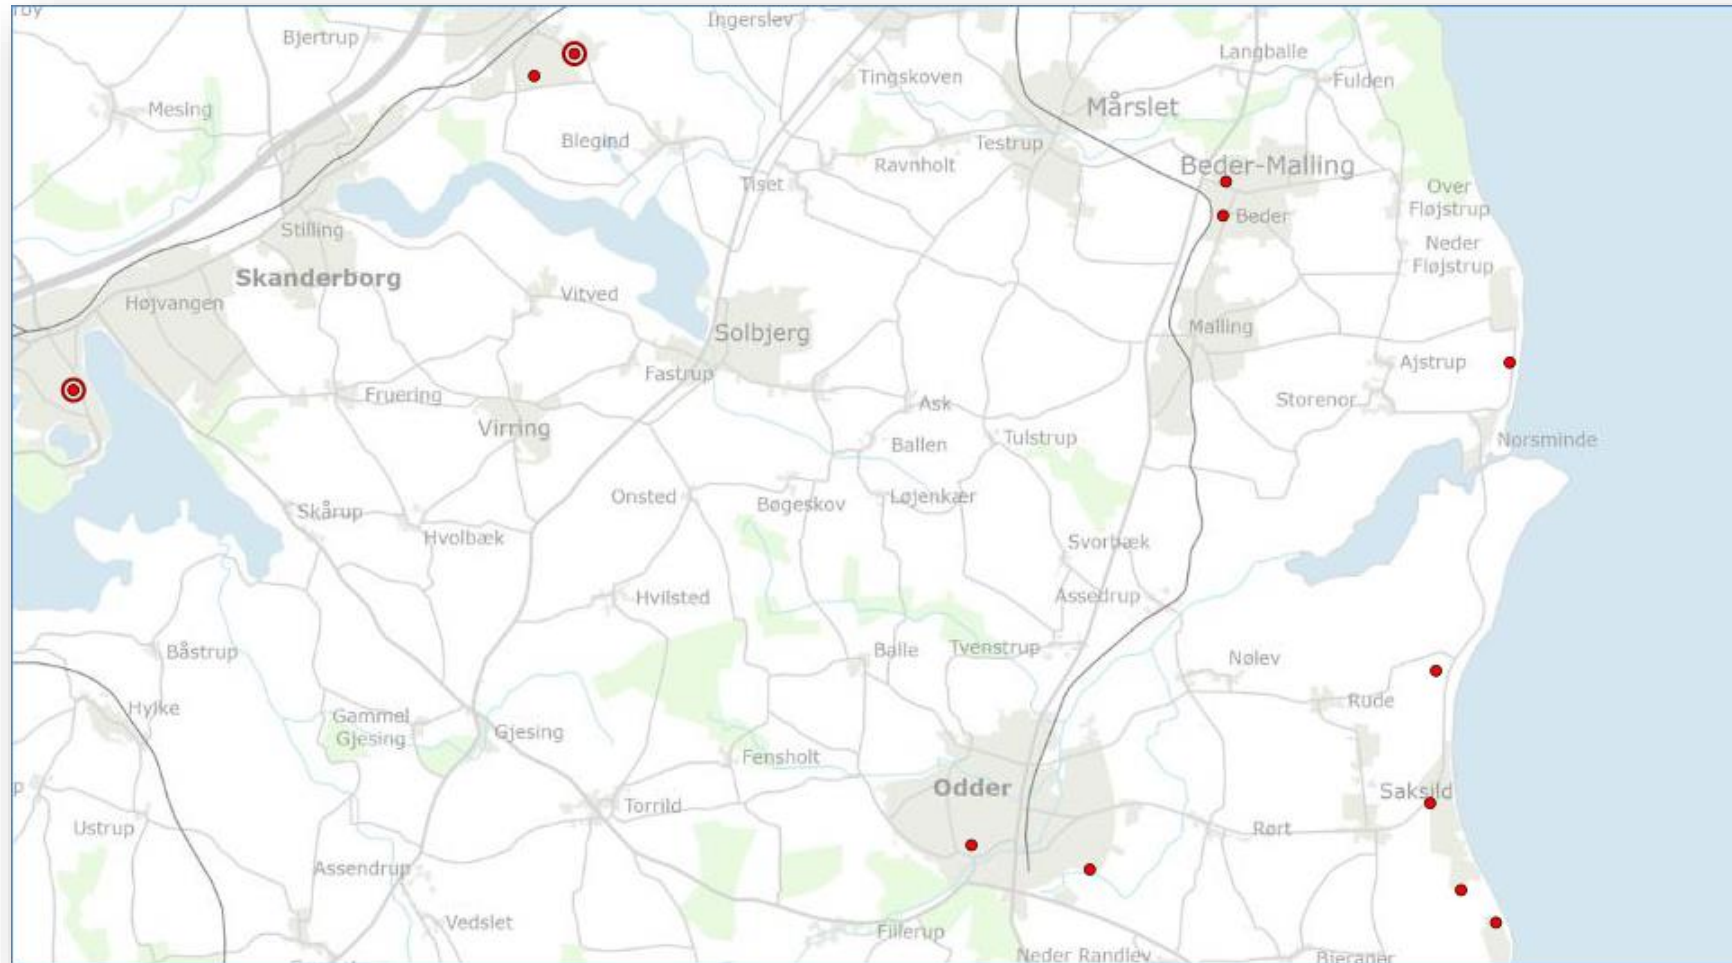 Ingerslev
Bjertrup
Langballe
Tingskoven
Fulden
Mesing
Mårslet
Blegind
Testrup
Ravnholt
Beder-Malling
Tiset
Over
Fløjstrup
Beder
Stilling
Neder
Fløjstrup
Skanderborg
Vitved
Højvangen
Malling
Solbjerg
Ajstrup
Fastrup
Fruering
Storenor
Ask
Virring
Tulstrup
Ballen
Norsminde
Onsted
Løjenkær
Bøgeskov
Skårup
Hvolbæk
Svorbæk
Assedrup
Hvilsted
Tvenstrup
Balle
Båstrup
Nølev
Rude
Hylke
Gammel
Gjesing
Gjesing
Fensholt
Odder
Saksild
Torrild
Ustrup
Rørt
Assendrup
Vedslet
Fillerup
Neder Randlev